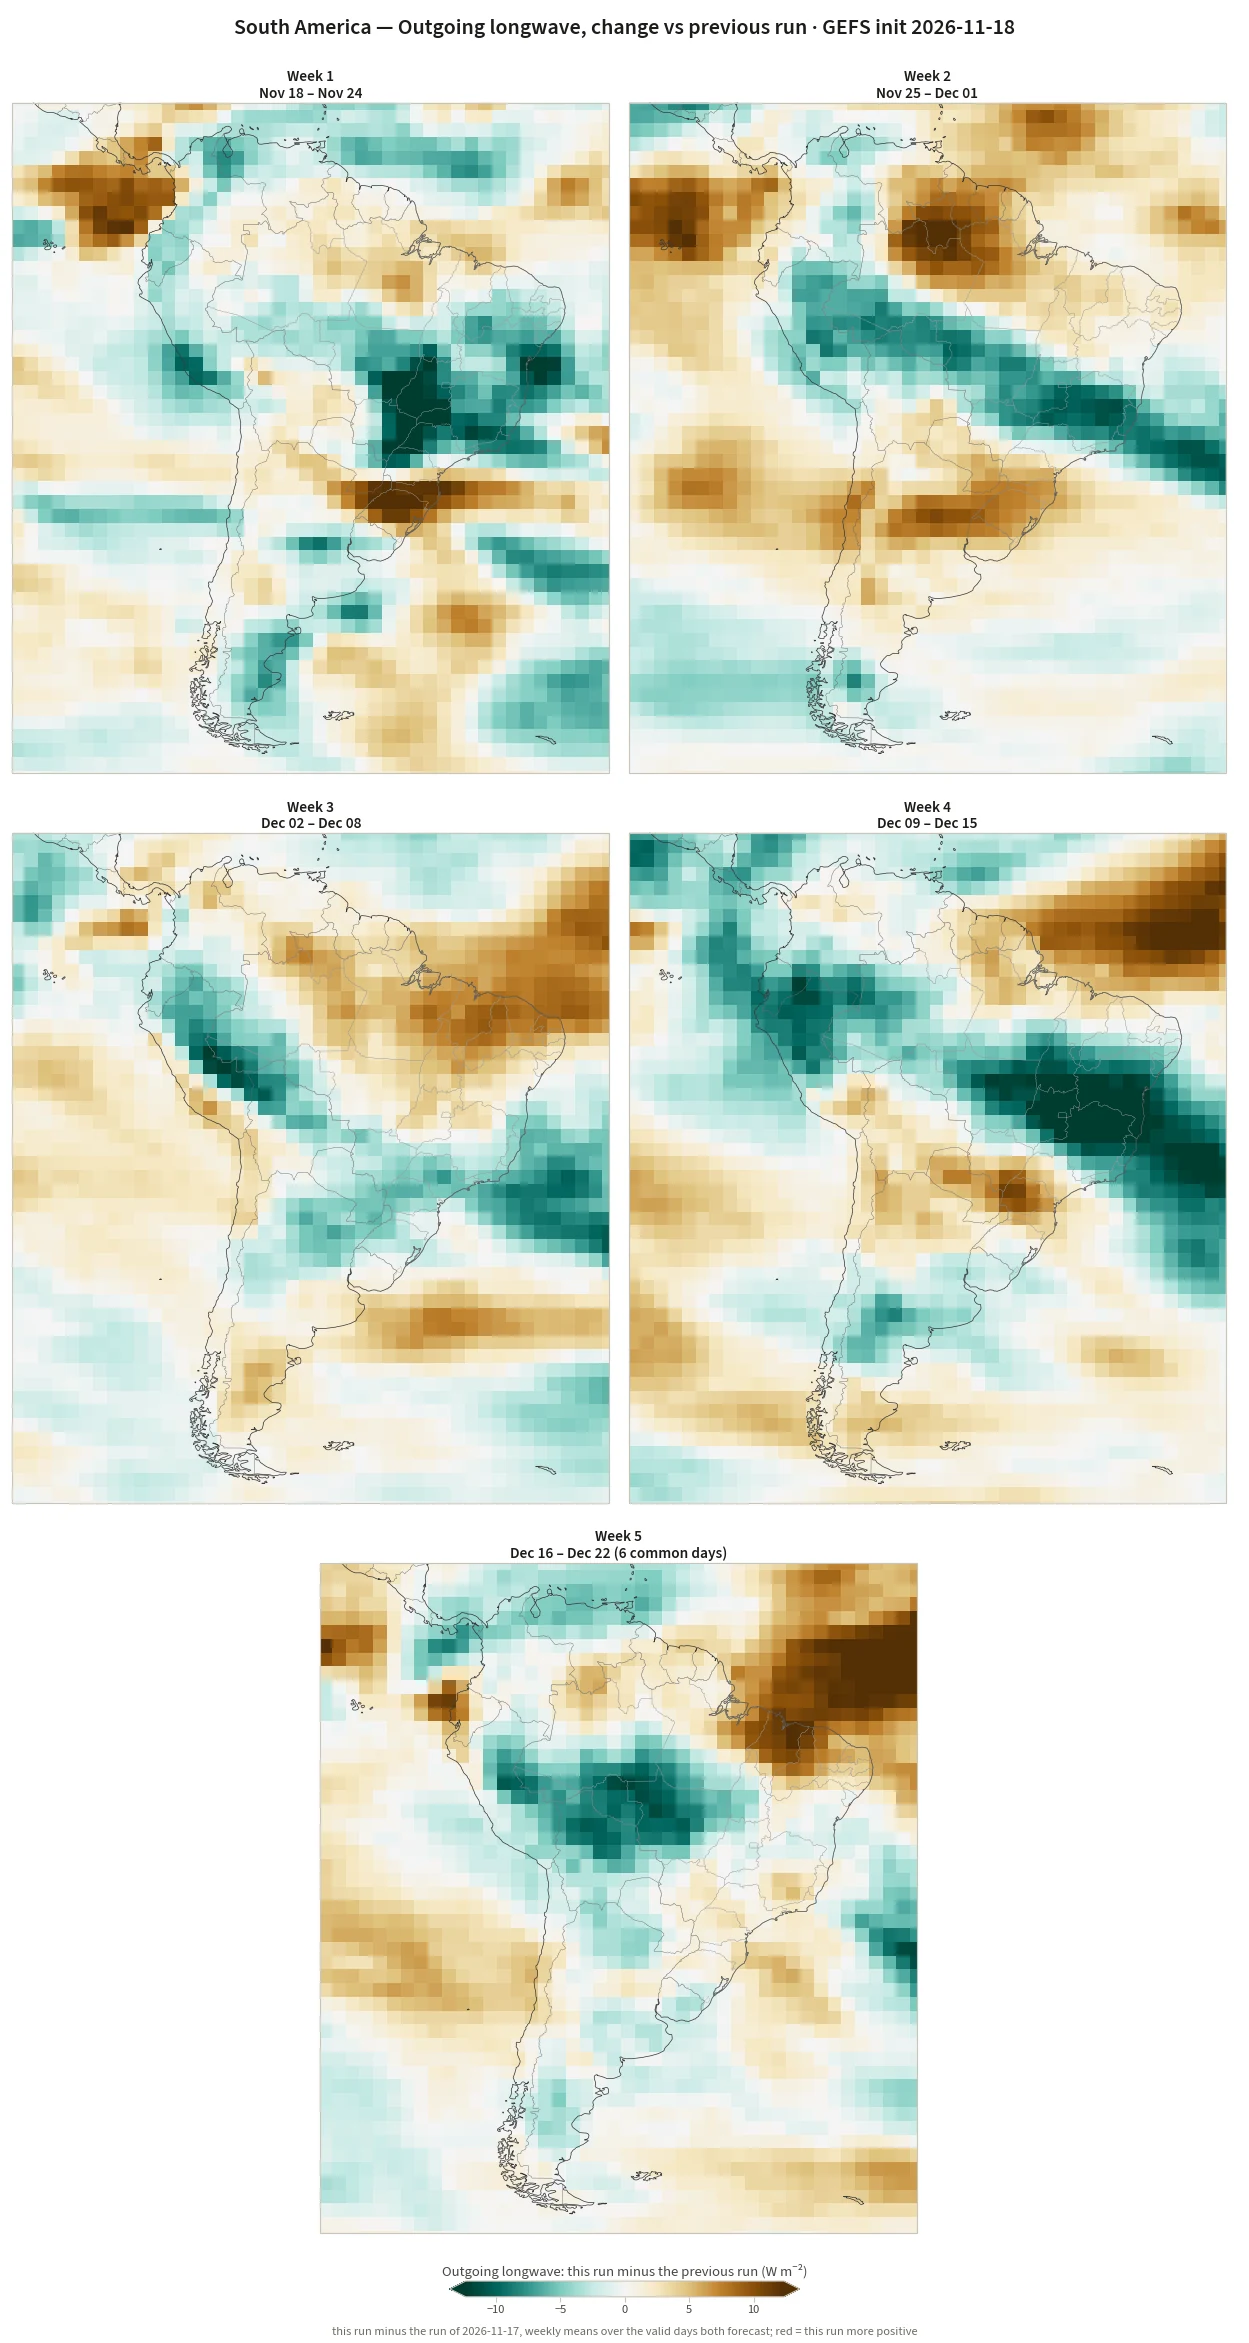 South America — Outgoing longwave, change vs previous run · GEFS init 2026-11-18
Week 1
Nov 18 – Nov 24
Week 2
Nov 25 – Dec 01
Week 3
Dec 02 – Dec 08
Week 4
Dec 09 – Dec 15
Week 5
Dec 16 – Dec 22 (6 common days)
Outgoing longwave: this run minus the previous run (W m⁻²)
−10 −5 0 5 10
this run minus the run of 2026-11-17, weekly means over the valid days both forecast; red = this run more positive